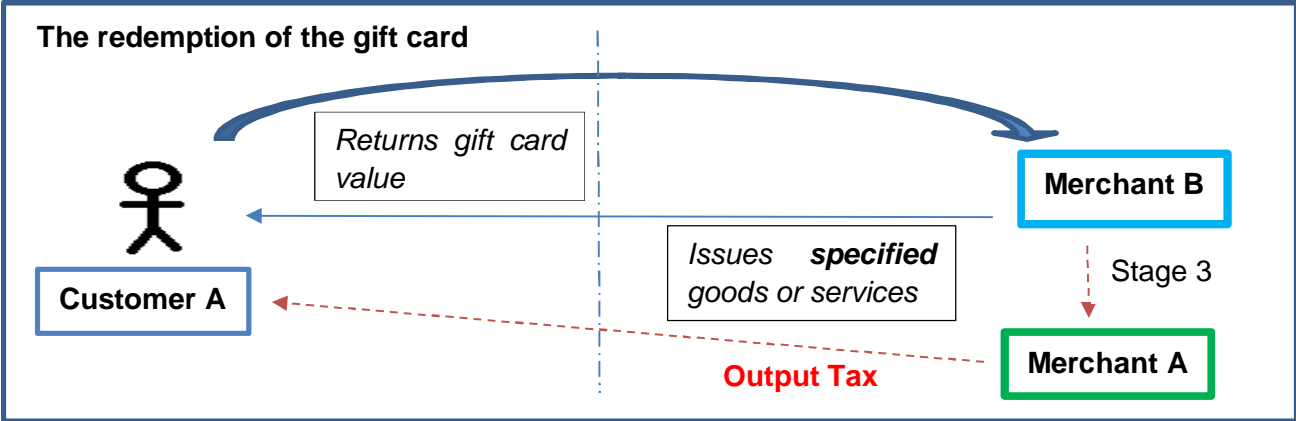 The redemption of the gift card
Returns gift card
value
Merchant B
Issues specified
goods or services
Stage 3
Customer A
Merchant A
Output Tax